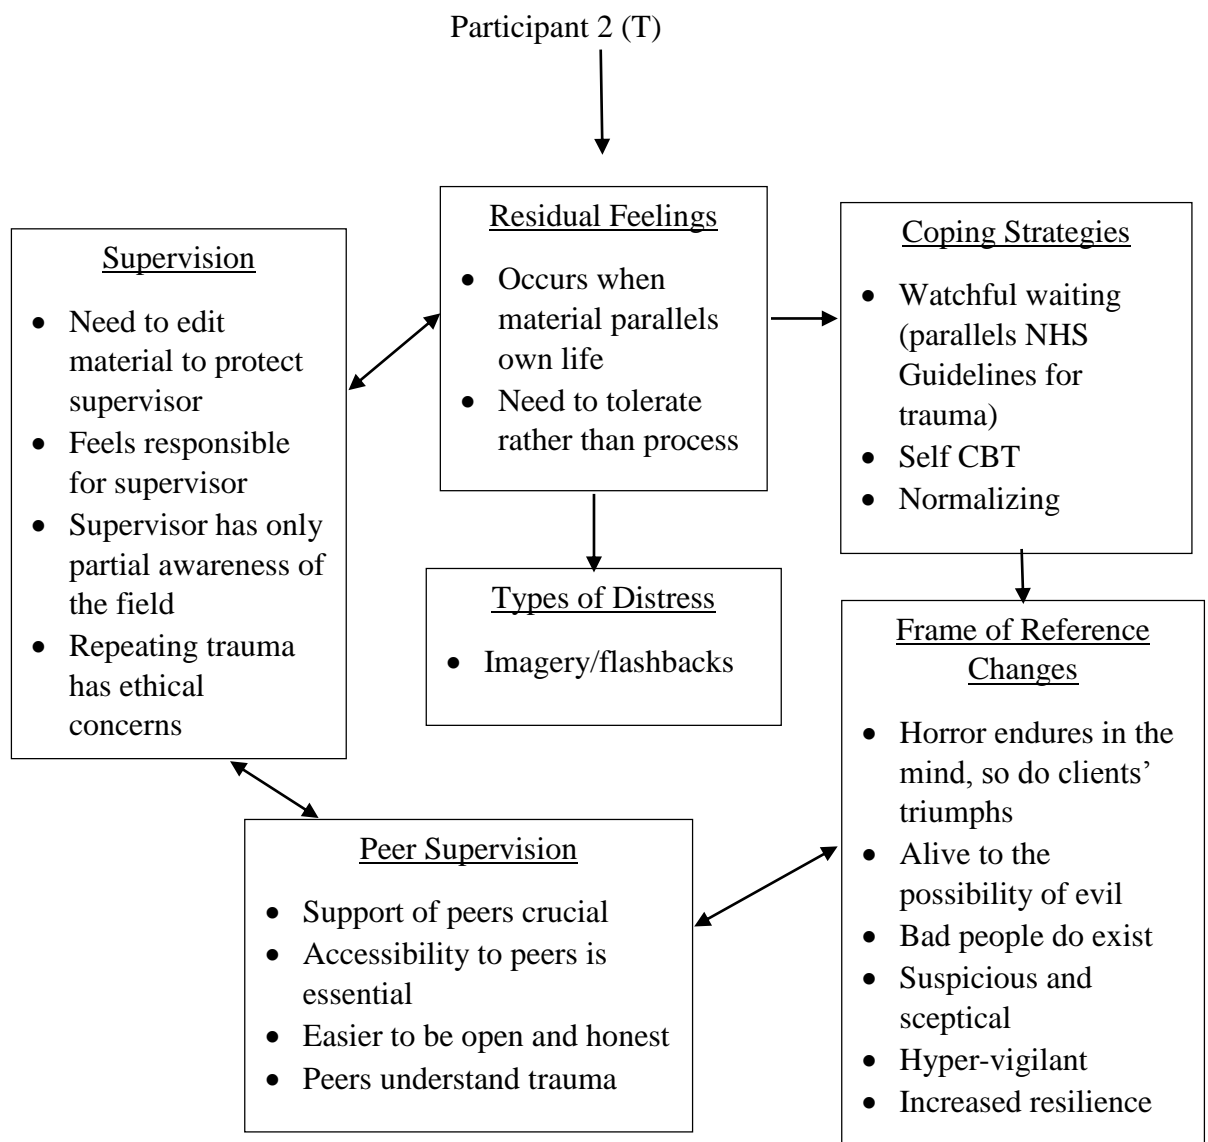 Participant 2 (T)
Supervision
• Need to edit
material to protect
supervisor
• Feels responsible
for supervisor
• Supervisor has only
partial awareness of
the field
• Repeating trauma
has ethical
concerns
Residual Feelings
• Occurs when
material parallels
own life
• Need to tolerate
rather than process
Coping Strategies
• Watchful waiting
(parallels NHS
Guidelines for
trauma)
• Self CBT
• Normalizing
Types of Distress
• Imagery/flashbacks
Frame of Reference
Changes
• Horror endures in the
mind, so do clients’
triumphs
• Alive to the
possibility of evil
• Bad people do exist
• Suspicious and
sceptical
• Hyper-vigilant
• Increased resilience
Peer Supervision
• Support of peers crucial
• Accessibility to peers is
essential
• Easier to be open and honest
• Peers understand trauma